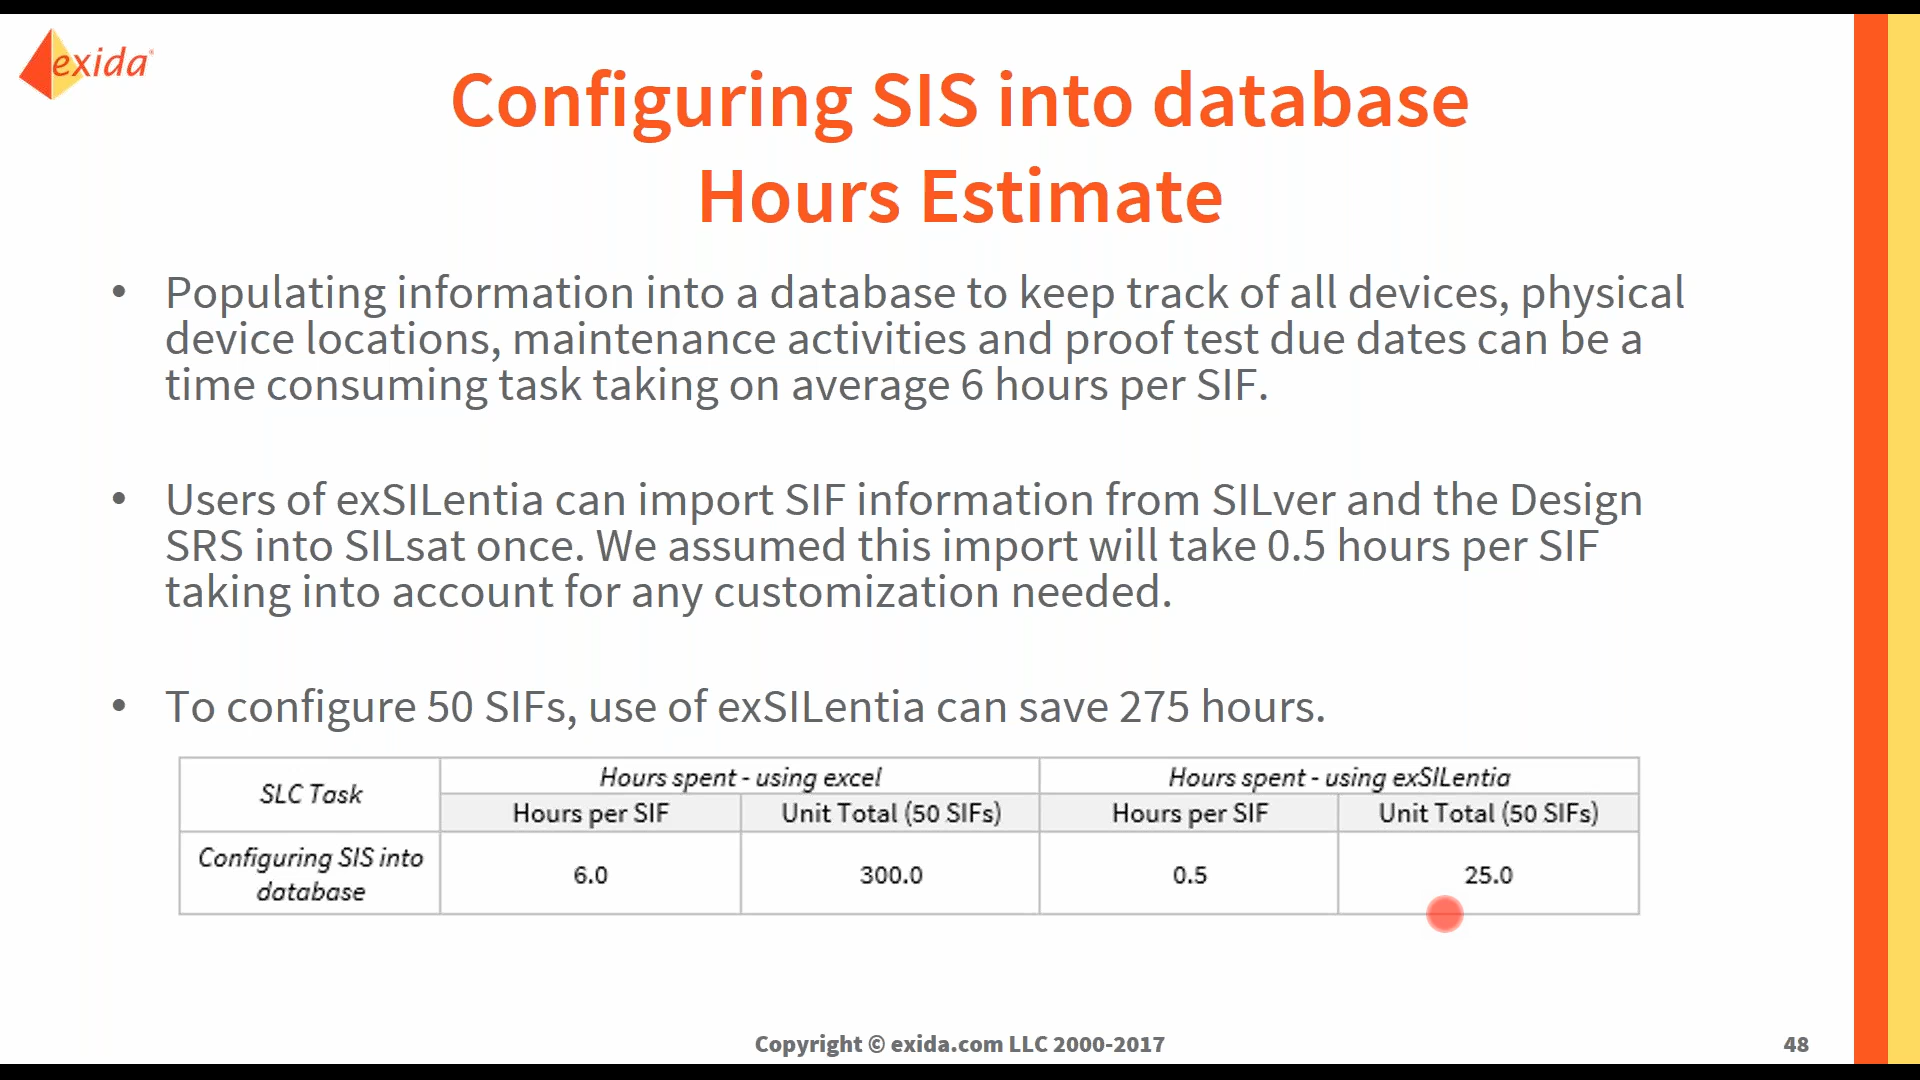 exida
Configuring SIS into database
Hours Estimate
• Populating information into a database to keep track of all devices, physical
device locations, maintenance activities and proof test due dates can be a
time consuming task taking on average 6 hours per SIF.
• Users of exSILentia can import SIF information from SILver and the Design
SRS into SILsat once. We assumed this import will take 0.5 hours per SIF
taking into account for any customization needed.
• To configure 50 SIFs, use of exSILentia can save 275 hours.
SLC Task
Hours spent - using excel
Hours spent - using exSILentia
Hours per SIF
Unit Total (50 SIFs)
Hours per SIF
Unit Total (50 SIFs)
Configuring SIS into
database
6.0
300.0
0.5
25.0
Copyright © exida.com LLC 2000-2017
48